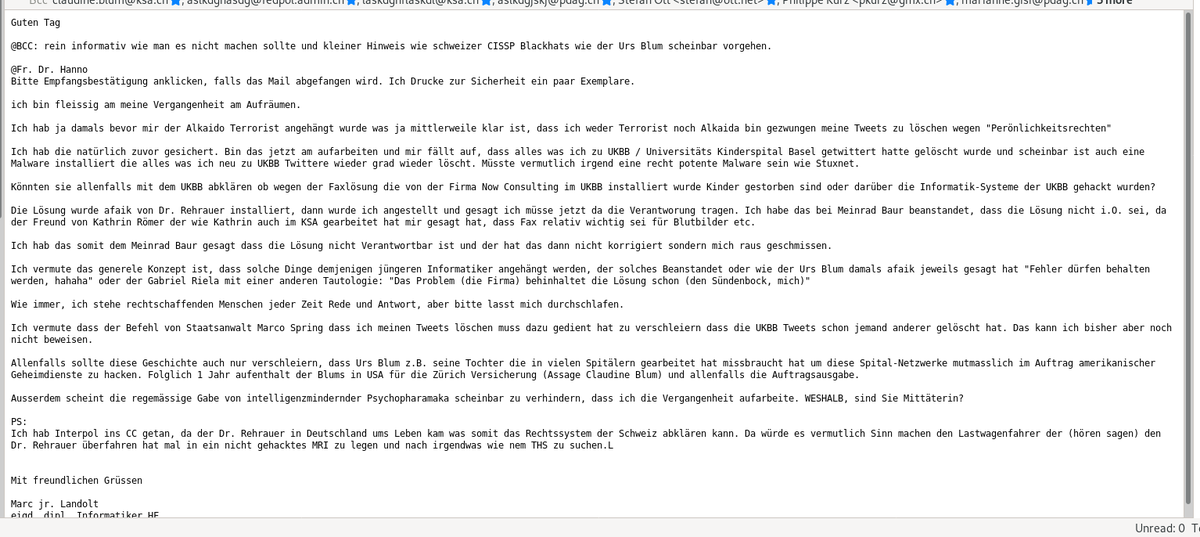 Bcc claudine.blum@ksa.ch, aslkdghasdg@fedpol.admin.ch, laskdghlaskdl@ksa.ch, aslkdgjskj@pdag.ch, Stefan Ott <stefan@ott.net>, Philippe Kurz <pkurz@gmx.ch>, marianne.gisi@pdag.ch 5 more
Guten Tag
@BCC: rein informativ wie man es nicht machen sollte und kleiner Hinweis wie schweizer CISSP Blackhats wie der Urs Blum scheinbar vorgehen.
@Fr. Dr. Hanno
Bitte Empfangsbestätigung anklicken, falls das Mail abgefangen wird. Ich Drucke zur Sicherheit ein paar Exemplare.
ich bin fleissig am meine Vergangenheit am Aufräumen.
Ich hab ja damals bevor mir der Alkaido Terrorist angehängt wurde was ja mittlerweile klar ist, dass ich weder Terrorist noch Alkaida bin gezwungen meine Tweets zu löschen wegen "Perönlichkeitsrechten"
Ich hab die natürlich zuvor gesichert. Bin das jetzt am aufarbeiten und mir fällt auf, dass alles was ich zu UKBB / Universitäts Kinderspital Basel getwittert hatte gelöscht wurde und scheinbar ist auch eine
Malware installiert die alles was ich neu zu UKBB Twittere wieder grad wieder löscht. Müsste vermutlich irgend eine recht potente Malware sein wie Stuxnet.
Könnten sie allenfalls mit dem UKBB abklären ob wegen der Faxlösung die von der Firma Now Consulting im UKBB installiert wurde Kinder gestorben sind oder darüber die Informatik-Systeme der UKBB gehackt wurden?
Die Lösung wurde afaik von Dr. Rehrauer installiert, dann wurde ich angestellt und gesagt ich müsse jetzt da die Verantworung tragen. Ich habe das bei Meinrad Baur beanstandet, dass die Lösung nicht i.O. sei, da
der Freund von Kathrin Römer der wie Kathrin auch im KSA gearbeitet hat mir gesagt hat, dass Fax relativ wichtig sei für Blutbilder etc.
Ich hab das somit dem Meinrad Baur gesagt dass die Lösung nicht Verantwortbar ist und der hat das dann nicht korrigiert sondern mich raus geschmissen.
Ich vermute das generele Konzept ist, dass solche Dinge demjenigen jüngeren Informatiker angehängt werden, der solches Beanstandet oder wie der Urs Blum damals afaik jeweils gesagt hat "Fehler dürfen behalten
werden, hahaha" oder der Gabriel Riela mit einer anderen Tautologie: "Das Problem (die Firma) behinhaltet die Lösung schon (den Sündenbock, mich)"
Wie immer, ich stehe rechtschaffenden Menschen jeder Zeit Rede und Antwort, aber bitte lasst mich durchschlafen.
Ich vermute dass der Befehl von Staatsanwalt Marco Spring dass ich meinen Tweets löschen muss dazu gedient hat zu verschleiern dass die UKBB Tweets schon jemand anderer gelöscht hat. Das kann ich bisher aber noch
nicht beweisen.
Allenfalls sollte diese Geschichte auch nur verschleiern, dass Urs Blum z.B. seine Tochter die in vielen Spitälern gearbeitet hat missbraucht hat um diese Spital-Netzwerke mutmasslich im Auftrag amerikanischer
Geheimdienste zu hacken. Folglich 1 Jahr aufenthalt der Blums in USA für die Zürich Versicherung (Assage Claudine Blum) und allenfalls die Auftragsausgabe.
Ausserdem scheint die regemässige Gabe von intelligenzmindernder Psychopharamaka scheinbar zu verhindern, dass ich die Vergangenheit aufarbeite. WESHALB, sind Sie Mittäterin?
PS:
Ich hab Interpol ins CC getan, da der Dr. Rehrauer in Deutschland ums Leben kam was somit das Rechtssystem der Schweiz abklären kann. Da würde es vermutlich Sinn machen den Lastwagenfahrer der (hören sagen) den
Dr. Rehrauer überfahren hat mal in ein nicht gehacktes MRI zu legen und nach irgendwas wie nem THS zu suchen.L
Mit freundlichen Grüssen
Marc jr. Landolt
eigd. dipl. Informatiker HF
Unread: 0